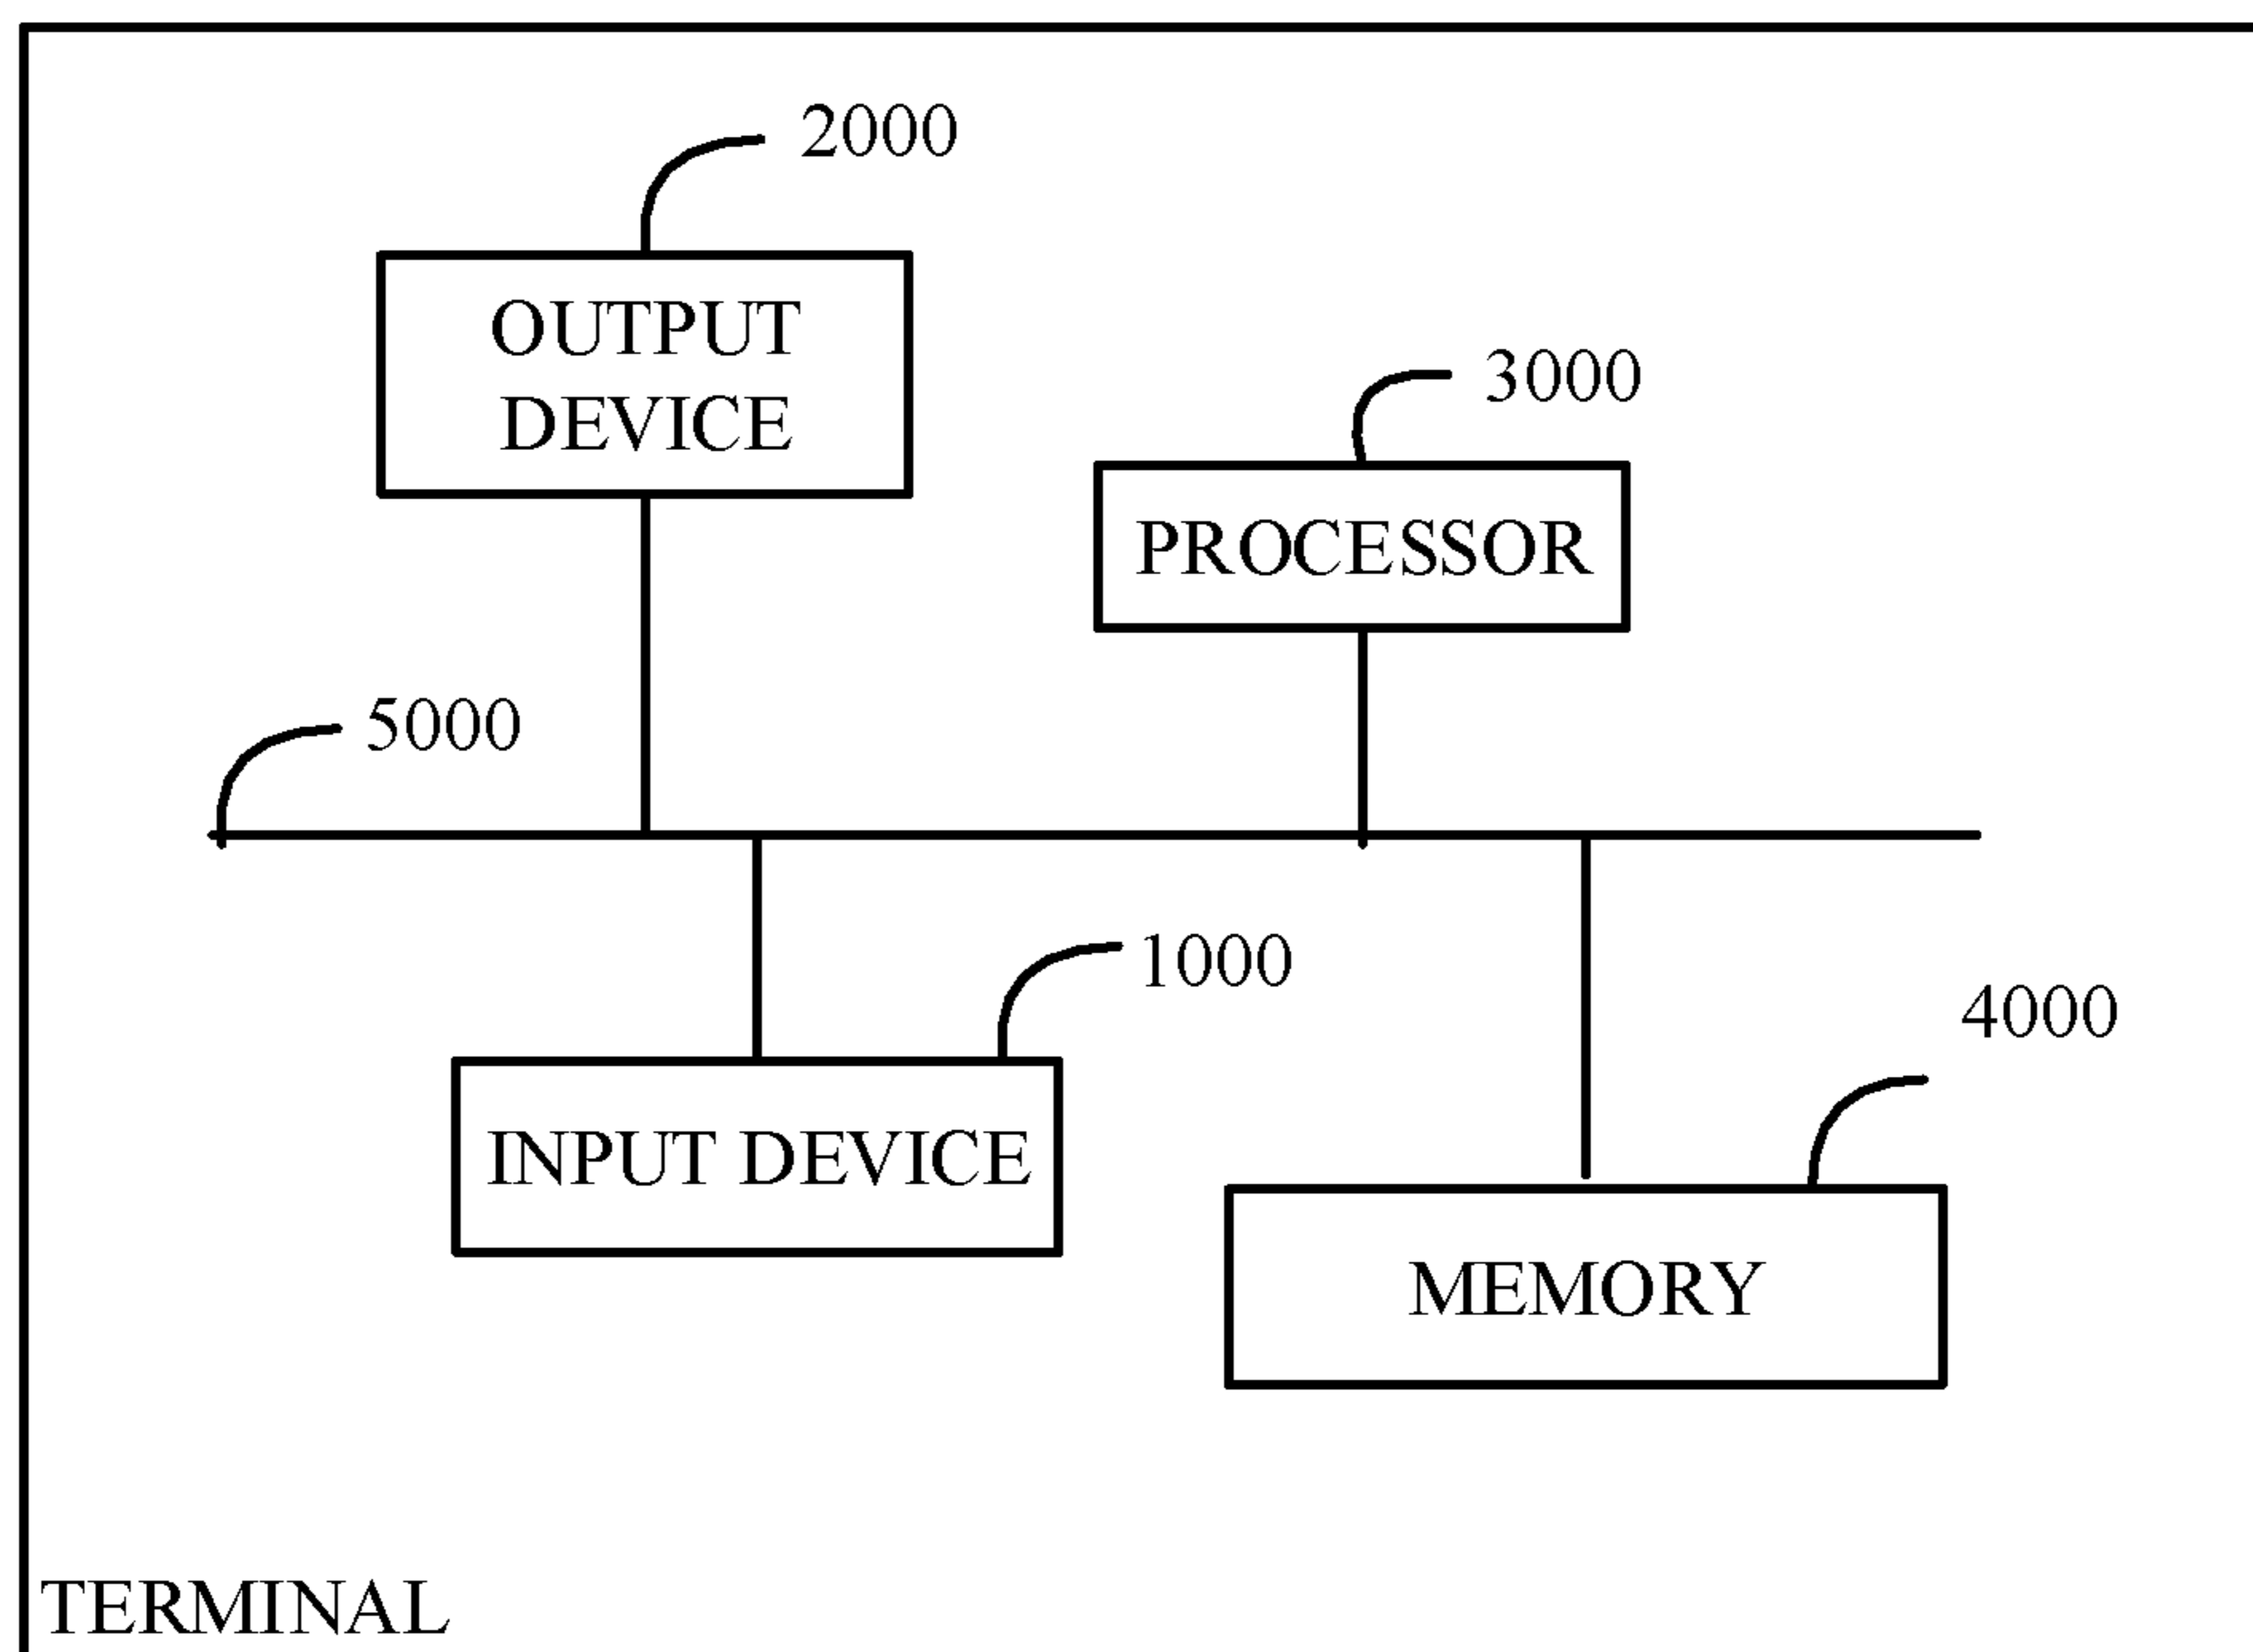 2000
OUTPUT
DEVICE
3000
PROCESSOR
5000
1000
4000
INPUT DEVICE
MEMORY
TERMINAL